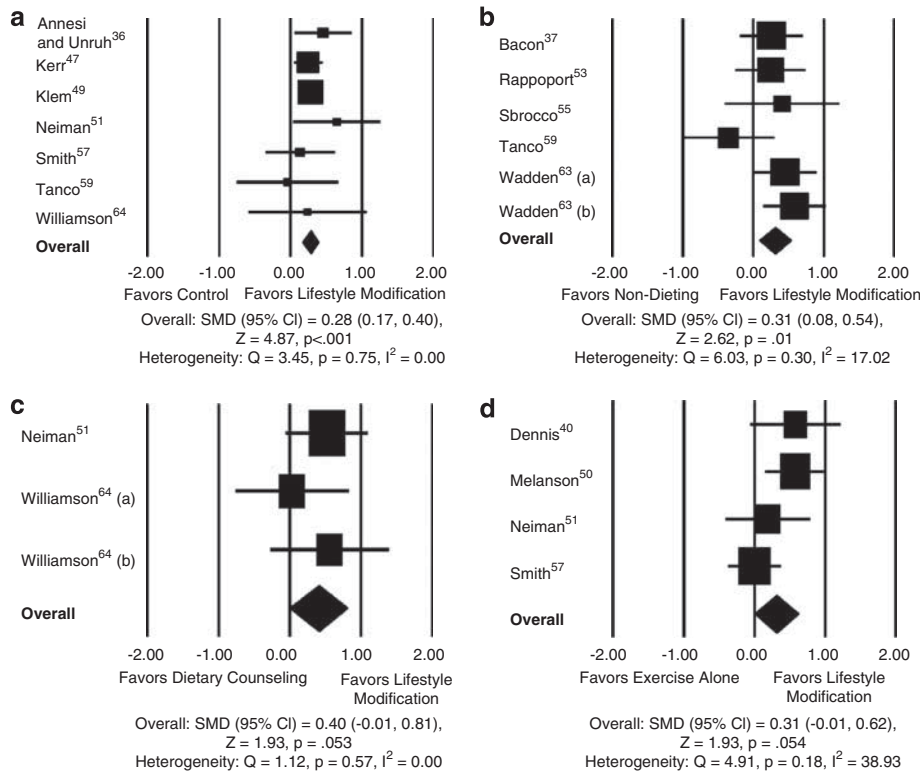 a
Annesi
and Unruh36
Kerr47
Klem49
Neiman51
Smith57
Tanco59
Williamson64
Overall
-2.00 -1.00 0.00 1.00 2.00
Favors Control Favors Lifestyle Modification
Overall: SMD (95% CI) = 0.28 (0.17, 0.40),
Z = 4.87, p<.001
Heterogeneity: Q = 3.45, p = 0.75, I2 = 0.00
b
Bacon37
Rappoport53
Sbrocco55
Tanco59
Wadden63 (a)
Wadden63 (b)
Overall
-2.00 -1.00 0.00 1.00 2.00
Favors Non-Dieting Favors Lifestyle Modification
Overall: SMD (95% CI) = 0.31 (0.08, 0.54),
Z = 2.62, p = .01
Heterogeneity: Q = 6.03, p = 0.30, I2 = 17.02
c
Neiman51
Williamson64 (a)
Williamson64 (b)
Overall
-2.00 -1.00 0.00 1.00 2.00
Favors Dietary Counseling Favors Lifestyle
Modification
Overall: SMD (95% CI) = 0.40 (-0.01, 0.81),
Z = 1.93, p = .053
Heterogeneity: Q = 1.12, p = 0.57, I2 = 0.00
d
Dennis40
Melanson50
Neiman51
Smith57
Overall
-2.00 -1.00 0.00 1.00 2.00
Favors Exercise Alone Favors Lifestyle
Modification
Overall: SMD (95% CI) = 0.31 (-0.01, 0.62),
Z = 1.93, p = .054
Heterogeneity: Q = 4.91, p = 0.18, I2 = 38.93